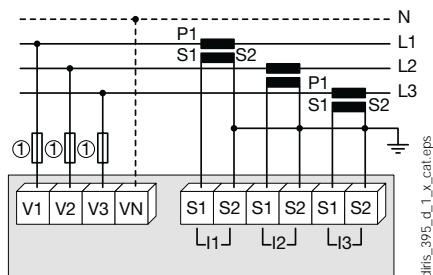 N
P1
L1
S1 S2
L2
P1
L3
S1 S2
① ① ①
V1 V2 V3 VN S1 S2 S1 S2 S1 S2
I1 I2 I3
diris_395_d_1_x_cat.eps